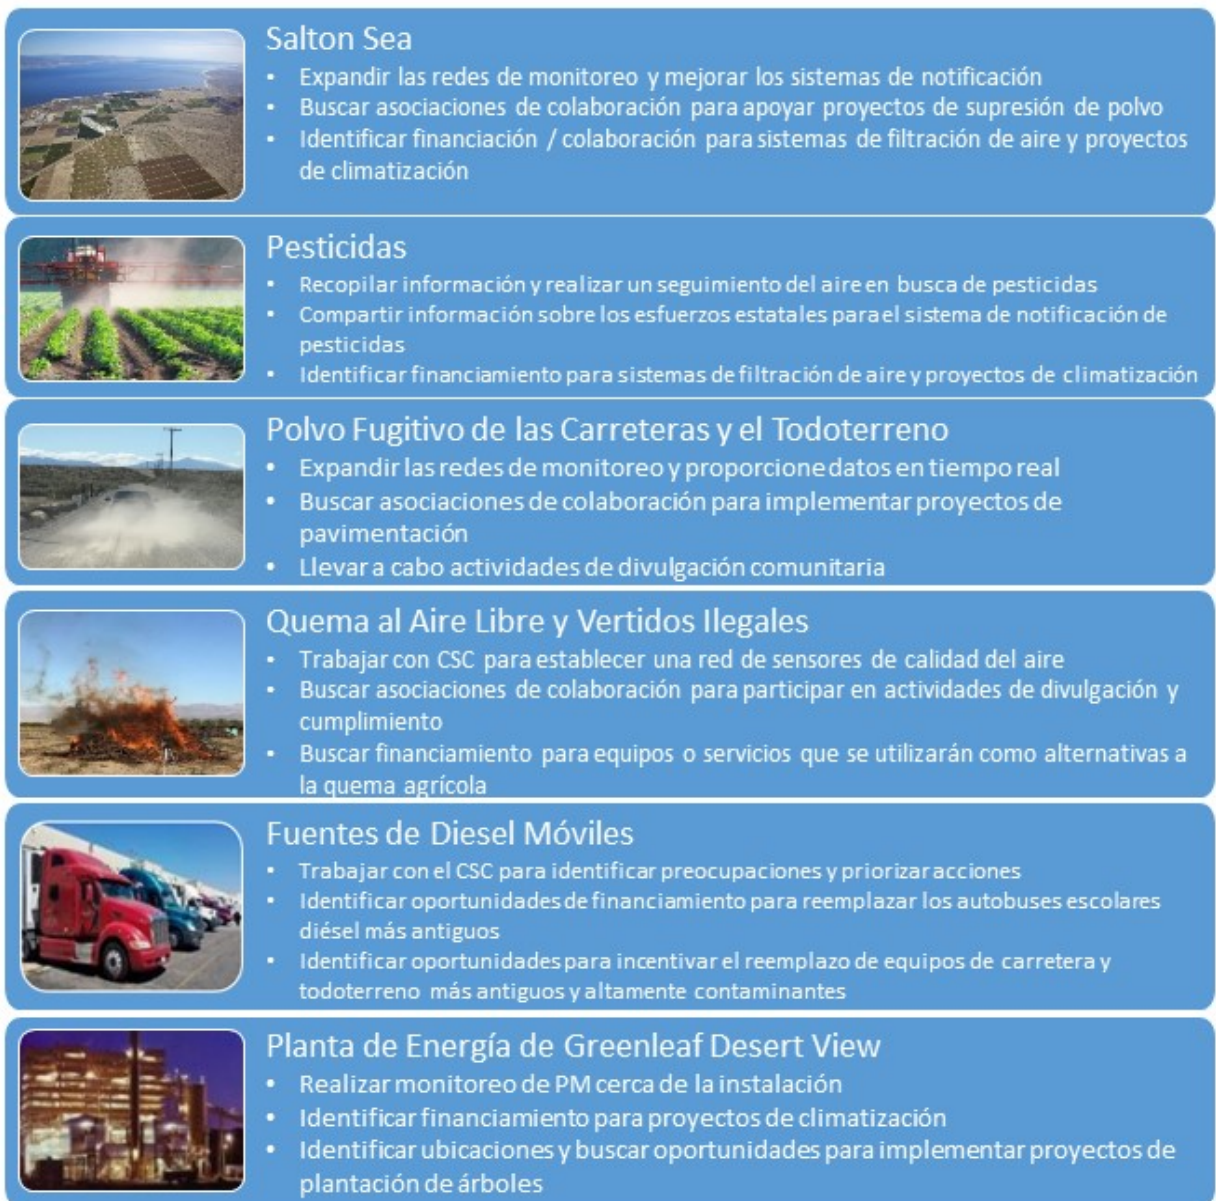 Salton Sea
• Expandir las redes de monitoreo y mejorar los sistemas de notificación
• Buscar asociaciones de colaboración para apoyar proyectos de supresión de polvo
• Identificar financiación / colaboración para sistemas de filtración de aire y proyectos
de climatización
Pesticidas
• Recopilar información y realizar un seguimiento del aire en busca de pesticidas
• Compartir información sobre los esfuerzos estatales para el sistema de notificación de
pesticidas
• Identificar financiamiento para sistemas de filtración de aire y proyectos de climatización
Polvo Fugitivo de las Carreteras y el Todoterreno
• Expandir las redes de monitoreo y proporcione datos en tiempo real
• Buscar asociaciones de colaboración para implementar proyectos de
pavimentación
• Llevar a cabo actividades de divulgación comunitaria
Quema al Aire Libre y Vertidos Ilegales
• Trabajar con CSC para establecer una red de sensores de calidad del aire
• Buscar asociaciones de colaboración para participar en actividades de divulgación y
cumplimiento
• Buscar financiamiento para equipos o servicios que se utilizarán como alternativas a
la quema agrícola
Fuentes de Diesel Móviles
• Trabajar con el CSC para identificar preocupaciones y priorizar acciones
• Identificar oportunidades de financiamiento para reemplazar los autobuses escolares
diésel más antiguos
• Identificar oportunidades para incentivar el reemplazo de equipos de carretera y
todoterreno más antiguos y altamente contaminantes
Planta de Energía de Greenleaf Desert View
• Realizar monitoreo de PM cerca de la instalación
• Identificar financiamiento para proyectos de climatización
• Identificar ubicaciones y buscar oportunidades para implementar proyectos de
plantación de árboles